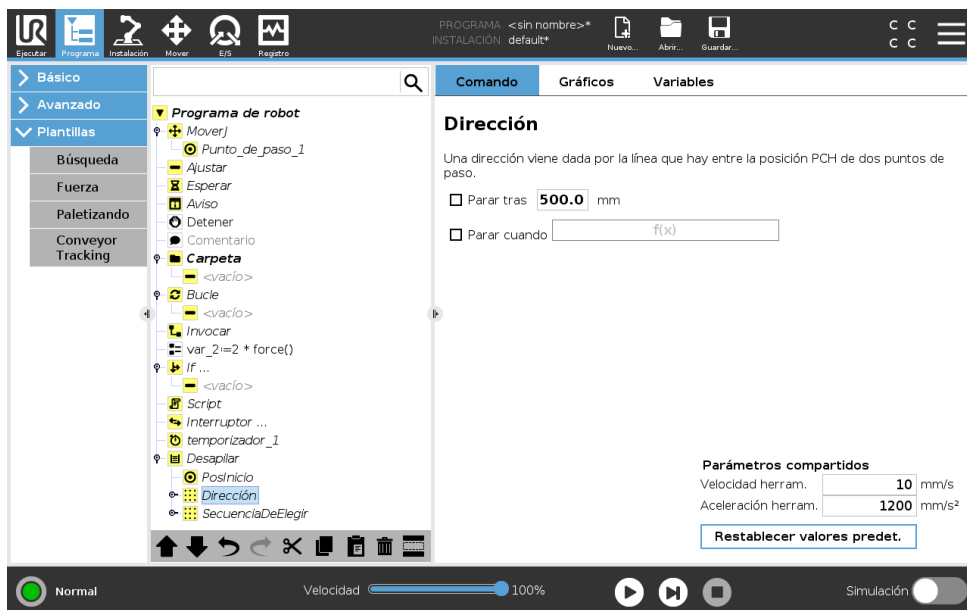 UR
Ejecutar
Programa
Instalación
Mover
E/S
Registro
PROGRAMA <sin nombre>*
INSTALACIÓN default*
Nuevo...
Abrir...
Guardar...
C C
C C
Básico
Avanzado
Plantillas
Búsqueda
Fuerza
Paletizando
Conveyor
Tracking
Programa de robot
MoverJ
Punto_de_paso_1
Ajustar
Esperar
Aviso
Detener
Comentario
Carpeta
<vacío>
Bucle
<vacío>
Invocar
var_2:=2 * force()
If ...
<vacío>
Script
Interruptor ...
temporizador_1
Desapilar
PosInicio
Dirección
SecuenciaDeElegir
Comando Gráficos Variables
Dirección
Una dirección viene dada por la línea que hay entre la posición PCH de dos puntos de
paso.
Parar tras 500.0 mm
Parar cuando f(x)
Parámetros compartidos
Velocidad herram. 10 mm/s
Aceleración herram. 1200 mm/s²
Restablecer valores predet.
Normal
Velocidad 100%
Simulación